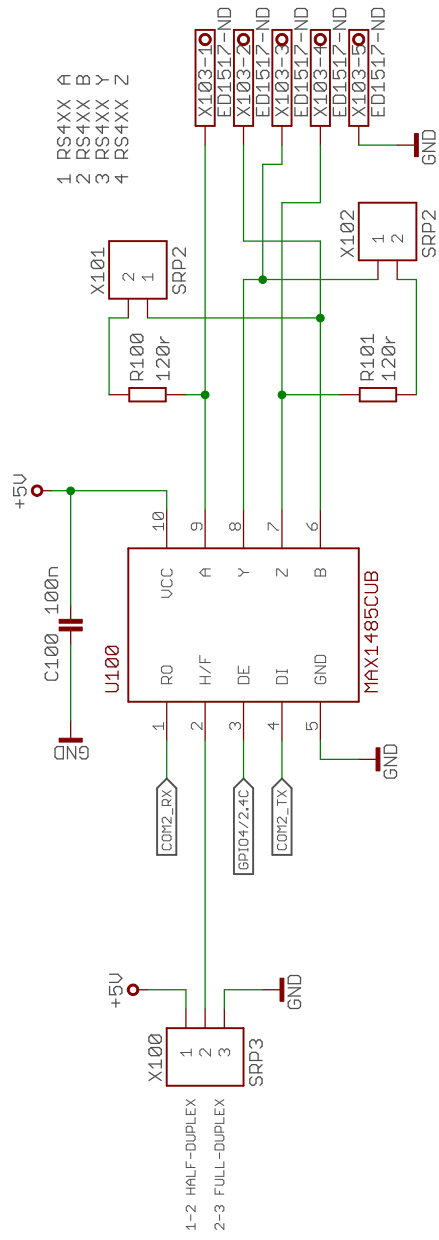 1 RS4XX A
2 RS4XX B
3 RS4XX Y
4 RS4XX Z
X103-1
ED1517-ND
X103-2
ED1517-ND
X103-3
ED1517-ND
X103-4
ED1517-ND
X103-5
ED1517-ND
GND
X101
2
1
SRP2
X102
1
2
SRP2
R100
120r
R101
120r
+5V
C100 100n
GND
U100
10
9
8
7
6
VCC
A
Y
Z
B
RO
H/F
DE
DI
GND
1
2
3
4
5
MAX1485CUB
GND
COM2_RX
GPIO4/2.4C
COM2_TX
+5V
GND
X100
1
2
3
SRP3
1-2 HALF-DUPLEX
2-3 FULL-DUPLEX